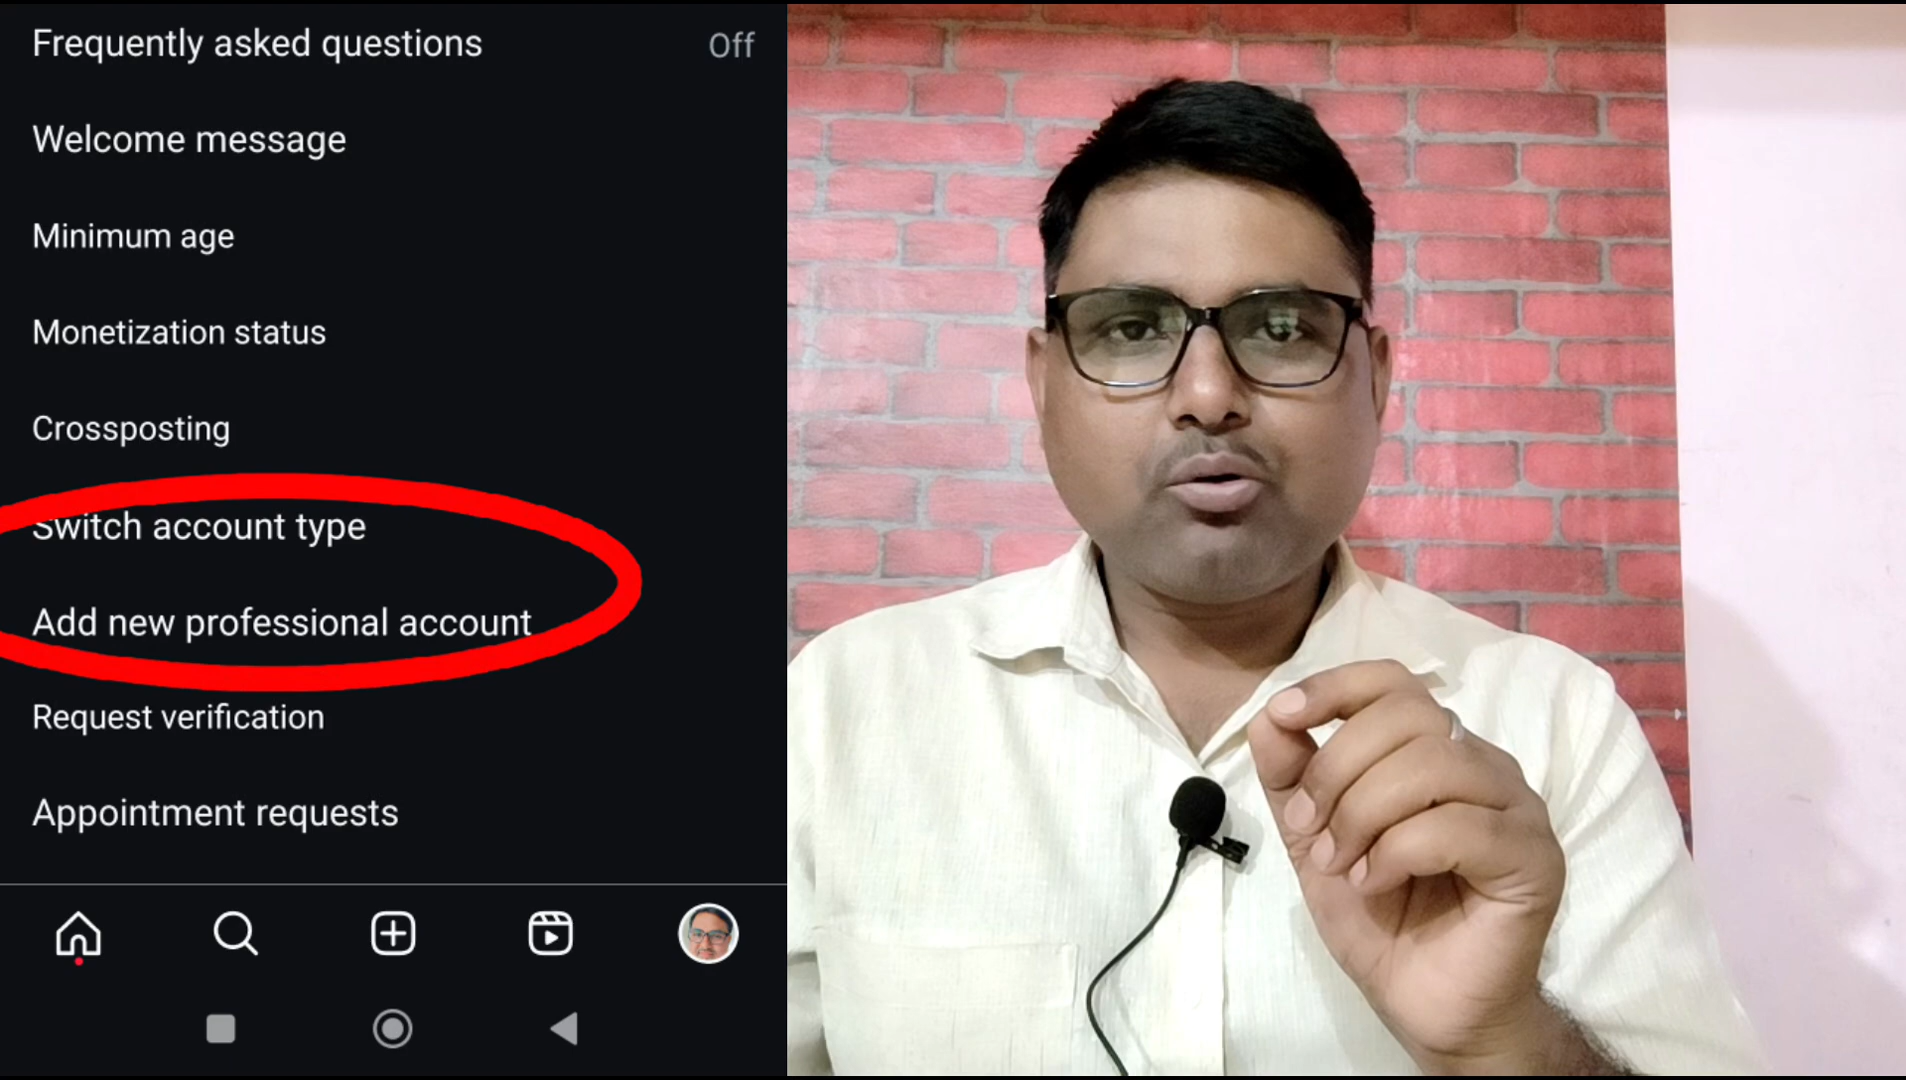 Frequently asked questions Off
Welcome message
Minimum age
Monetization status
Crossposting
Switch account type
Add new professional account
Request verification
Appointment requests